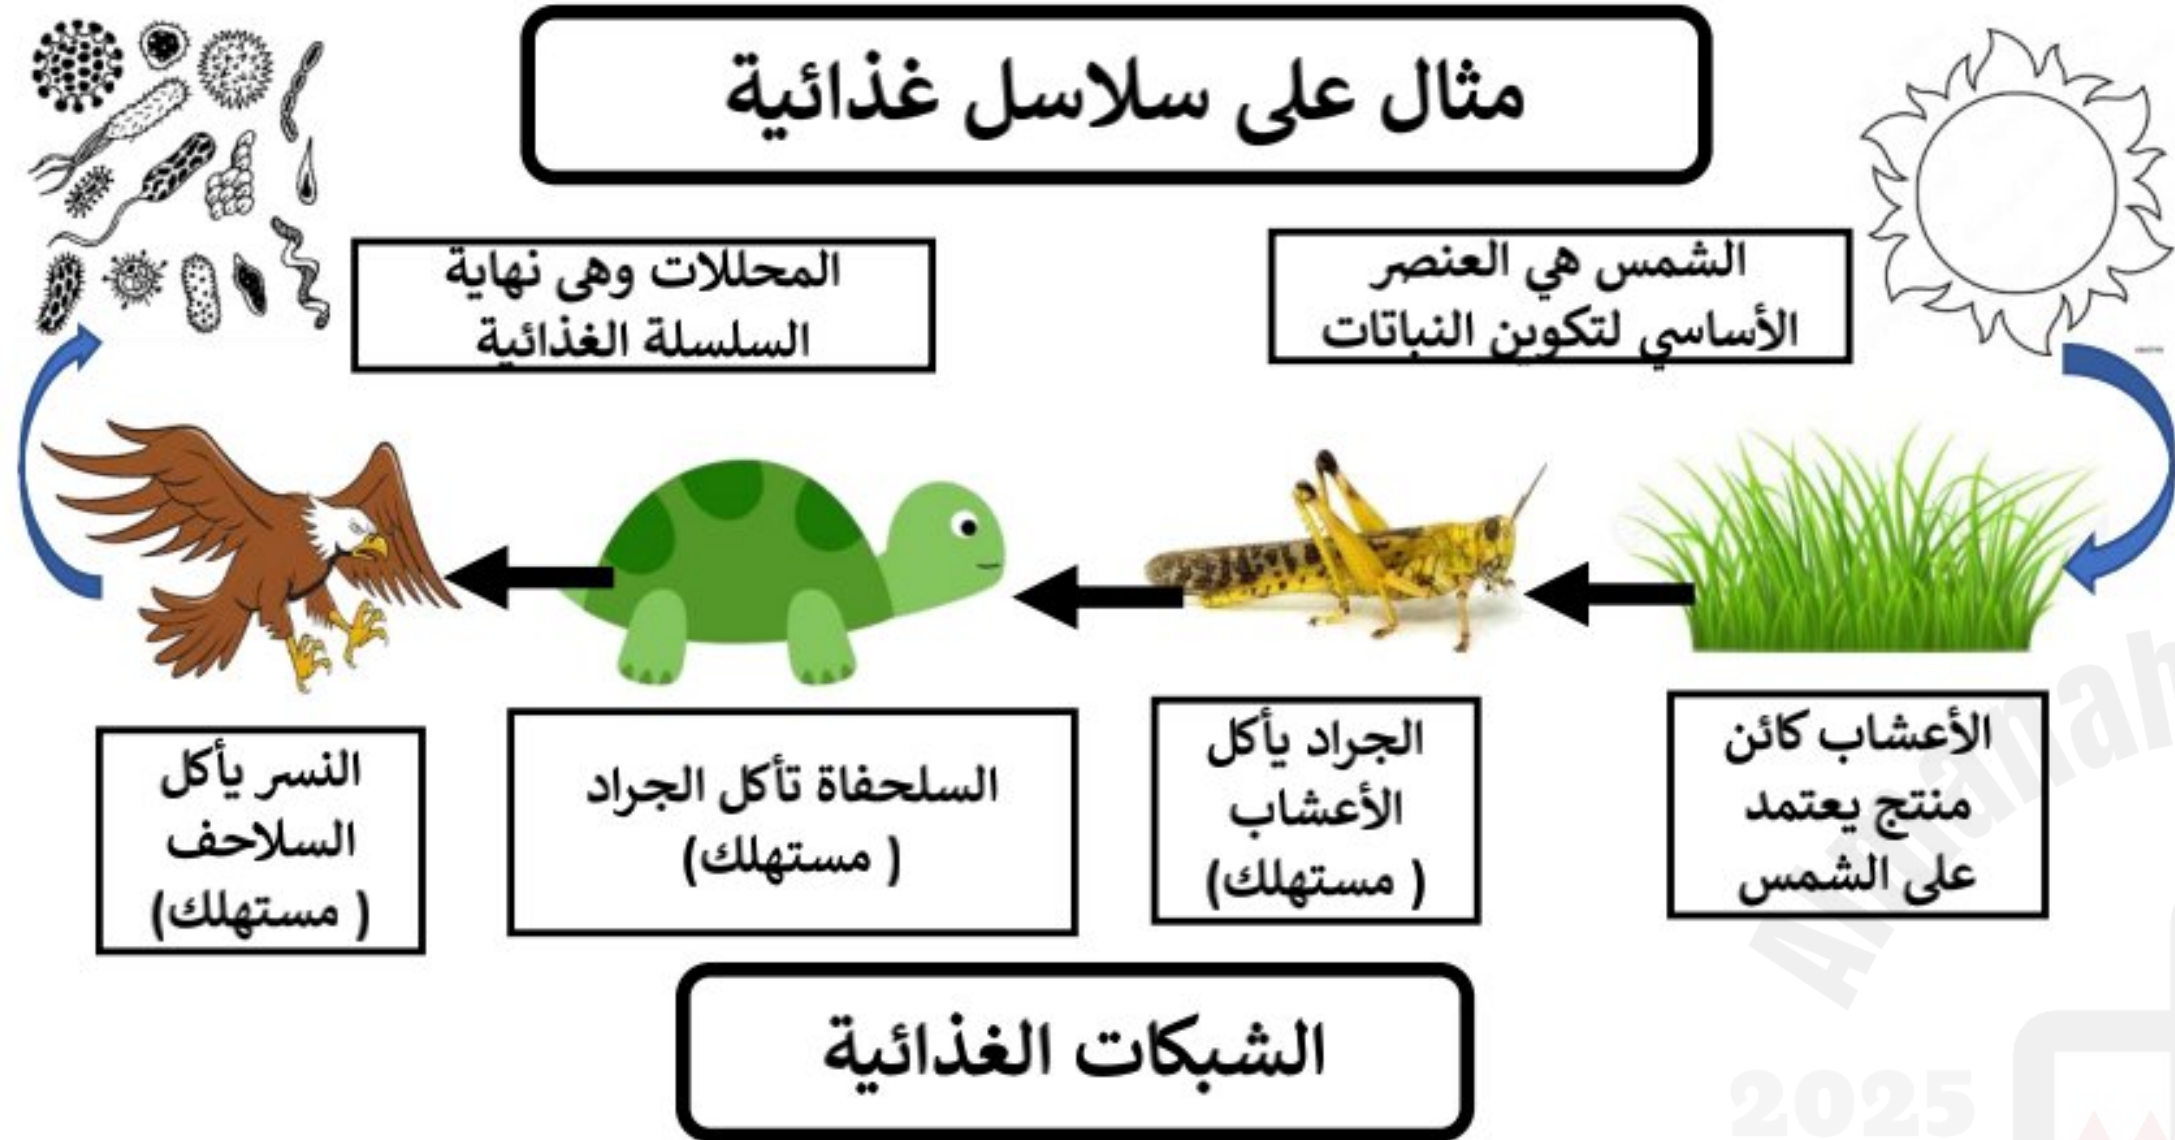 مثال على سلاسل غذائية
الشمس هي العنصر
الأساسي لتكوين النباتات
المحللات وهى نهاية
السلسلة الغذائية
الأعشاب كائن
منتج يعتمد
على الشمس
الجراد يأكل
الأعشاب
( مستهلك)
السلحفاة تأكل الجراد
( مستهلك)
النسر يأكل
السلاحف
( مستهلك)
الشبكات الغذائية
2025